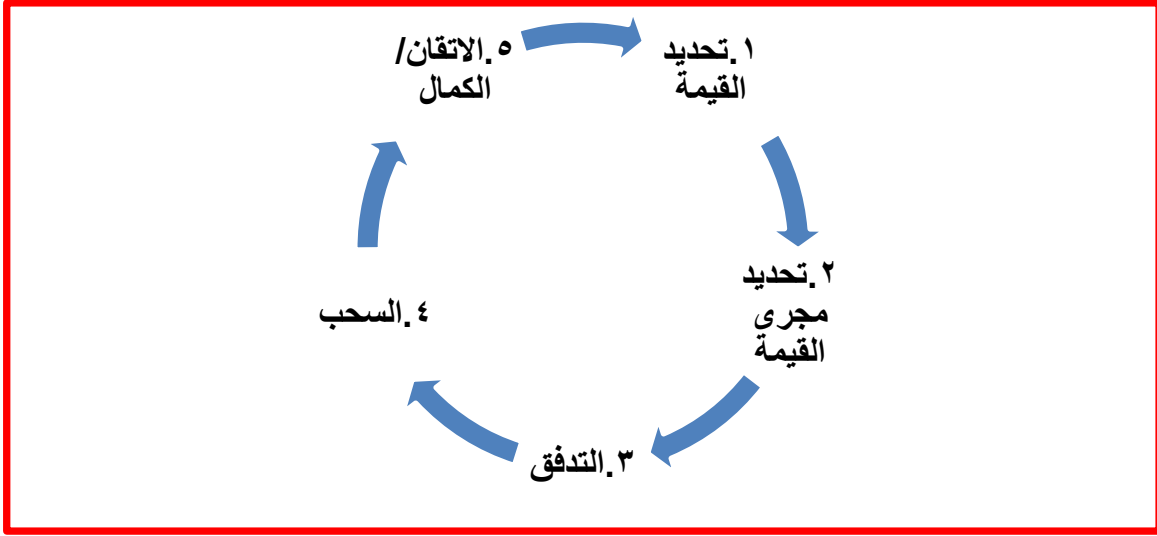 ١.تحديد
القيمة
٢.تحديد
مجرى
القيمة
٣.التدفق
٤.السحب
٥.الاتقان/
الكمال